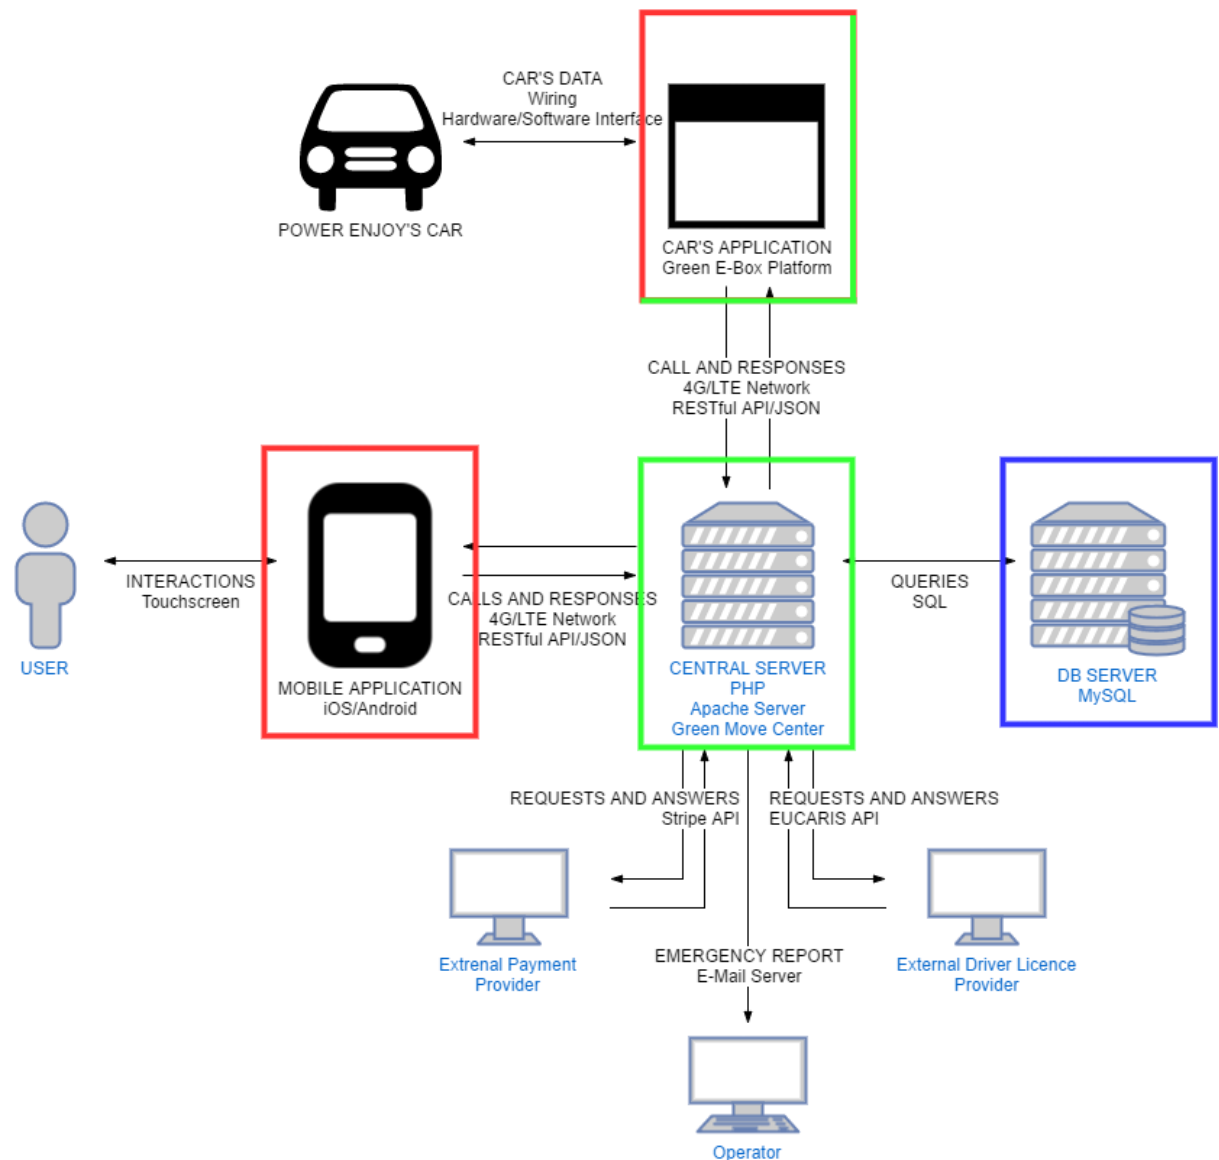 CAR'S DATA
Wiring
Hardware/Software Interface
POWER ENJOY'S CAR
CAR'S APPLICATION
Green E-Box Platform
CALL AND RESPONSES
4G/LTE Network
RESTful API/JSON
USER
INTERACTIONS
Touchscreen
MOBILE APPLICATION
iOS/Android
CALLS AND RESPONSES
4G/LTE Network
RESTful API/JSON
CENTRAL SERVER
PHP
Apache Server
Green Move Center
QUERIES
SQL
DB SERVER
MySQL
REQUESTS AND ANSWERS
Stripe API
REQUESTS AND ANSWERS
EUCARIS API
Extrenal Payment
Provider
EMERGENCY REPORT
E-Mail Server
External Driver Licence
Provider
Operator